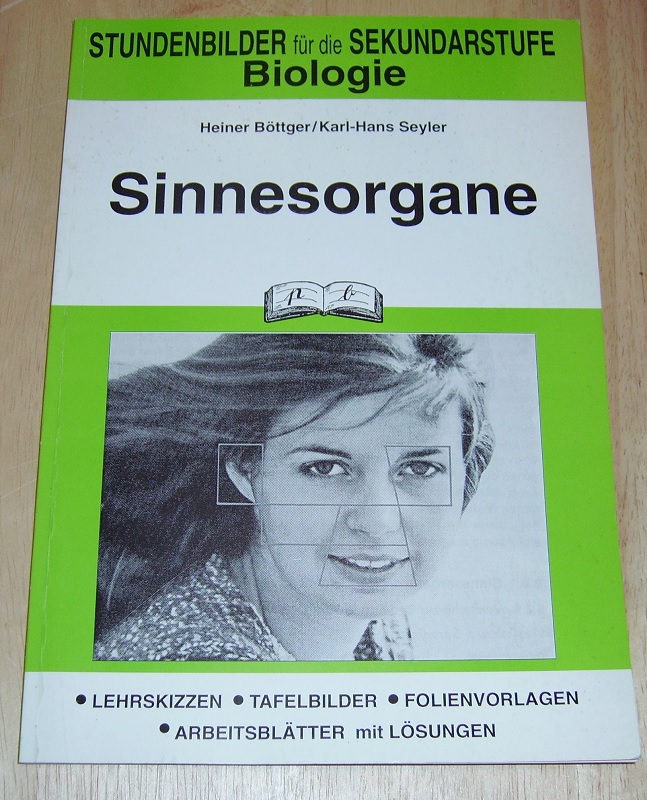 STUNDENBILDER für die SEKUNDARSTUFE
Biologie
Heiner Böttger/Karl-Hans Seyler
Sinnesorgane
p b
• LEHRSKIZZEN • TAFELBILDER • FOLIENVORLAGEN
• ARBEITSBLÄTTER mit LÖSUNGEN